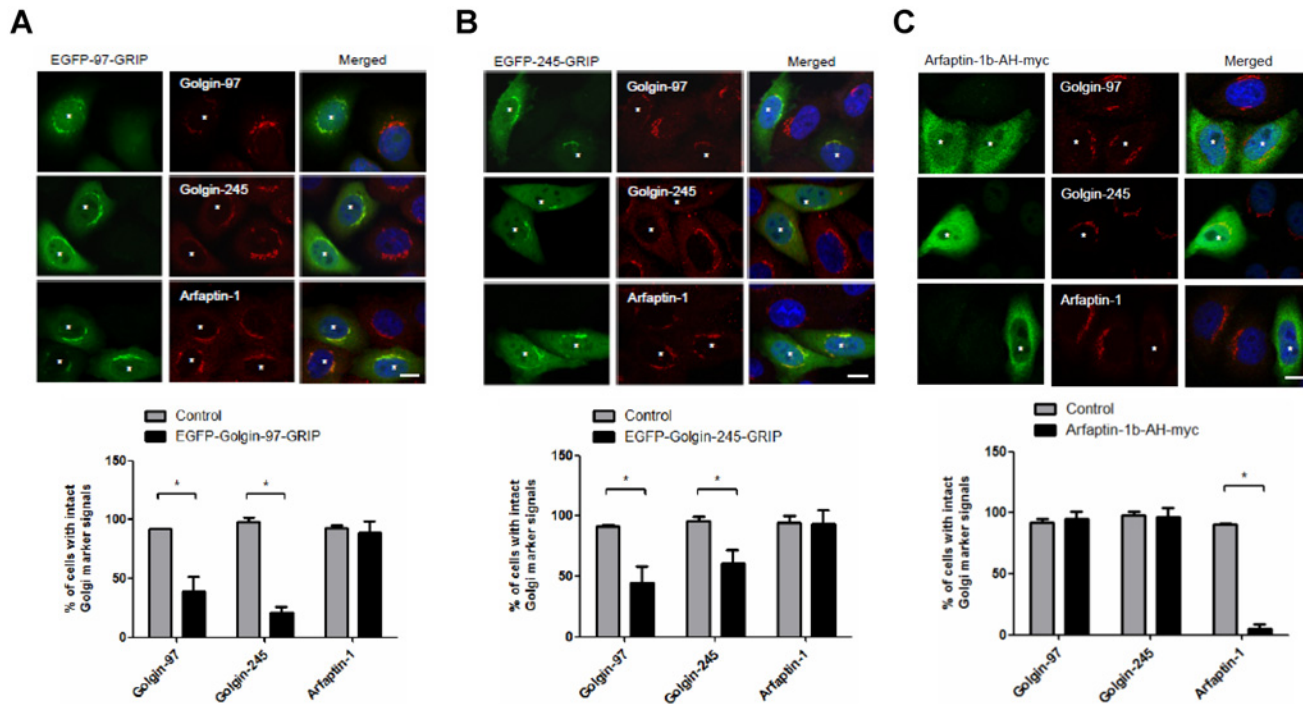 A
EGFP-97-GRIP
Merged
Golgin-97
*
*
Golgin-245
*
*
*
*
*
*
Arfaptin-1
*
*
*
*
*
*
*
*
*
Control
EGFP-Golgin-97-GRIP
% of cells with intact
Golgi marker signals
150
100
50
0
*
*
Golgin-97
Golgin-245
Arfaptin-1
B
EGFP-245-GRIP
Merged
Golgin-97
*
*
*
*
*
*
Golgin-245
*
*
*
*
*
*
Arfaptin-1
*
*
*
*
*
*
Control
EGFP-Golgin-245-GRIP
% of cells with intact
Golgi marker signals
150
100
50
0
*
*
Golgin-97
Golgin-245
Arfaptin-1
C
Arfaptin-1b-AH-myc
Merged
Golgin-97
*
*
*
*
*
*
Golgin-245
*
*
*
Arfaptin-1
*
*
*
Control
Arfaptin-1b-AH-myc
% of cells with intact
Golgi marker signals
150
100
50
0
*
Golgin-97
Golgin-245
Arfaptin-1